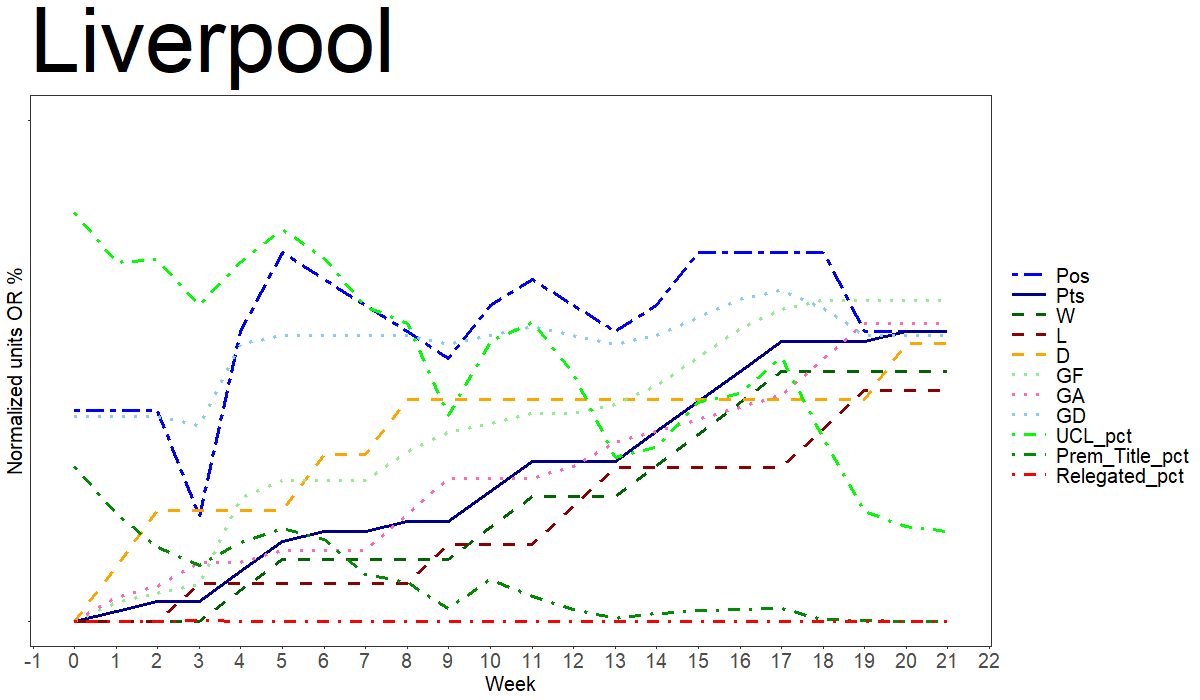 Liverpool
Normalized units OR %
Pos
Pts
W
L
D
GF
GA
GD
UCL_pct
Prem_Title_pct
Relegated_pct
-1 0 1 2 3 4 5 6 7 8 9 10 11 12 13 14 15 16 17 18 19 20 21 22
Week